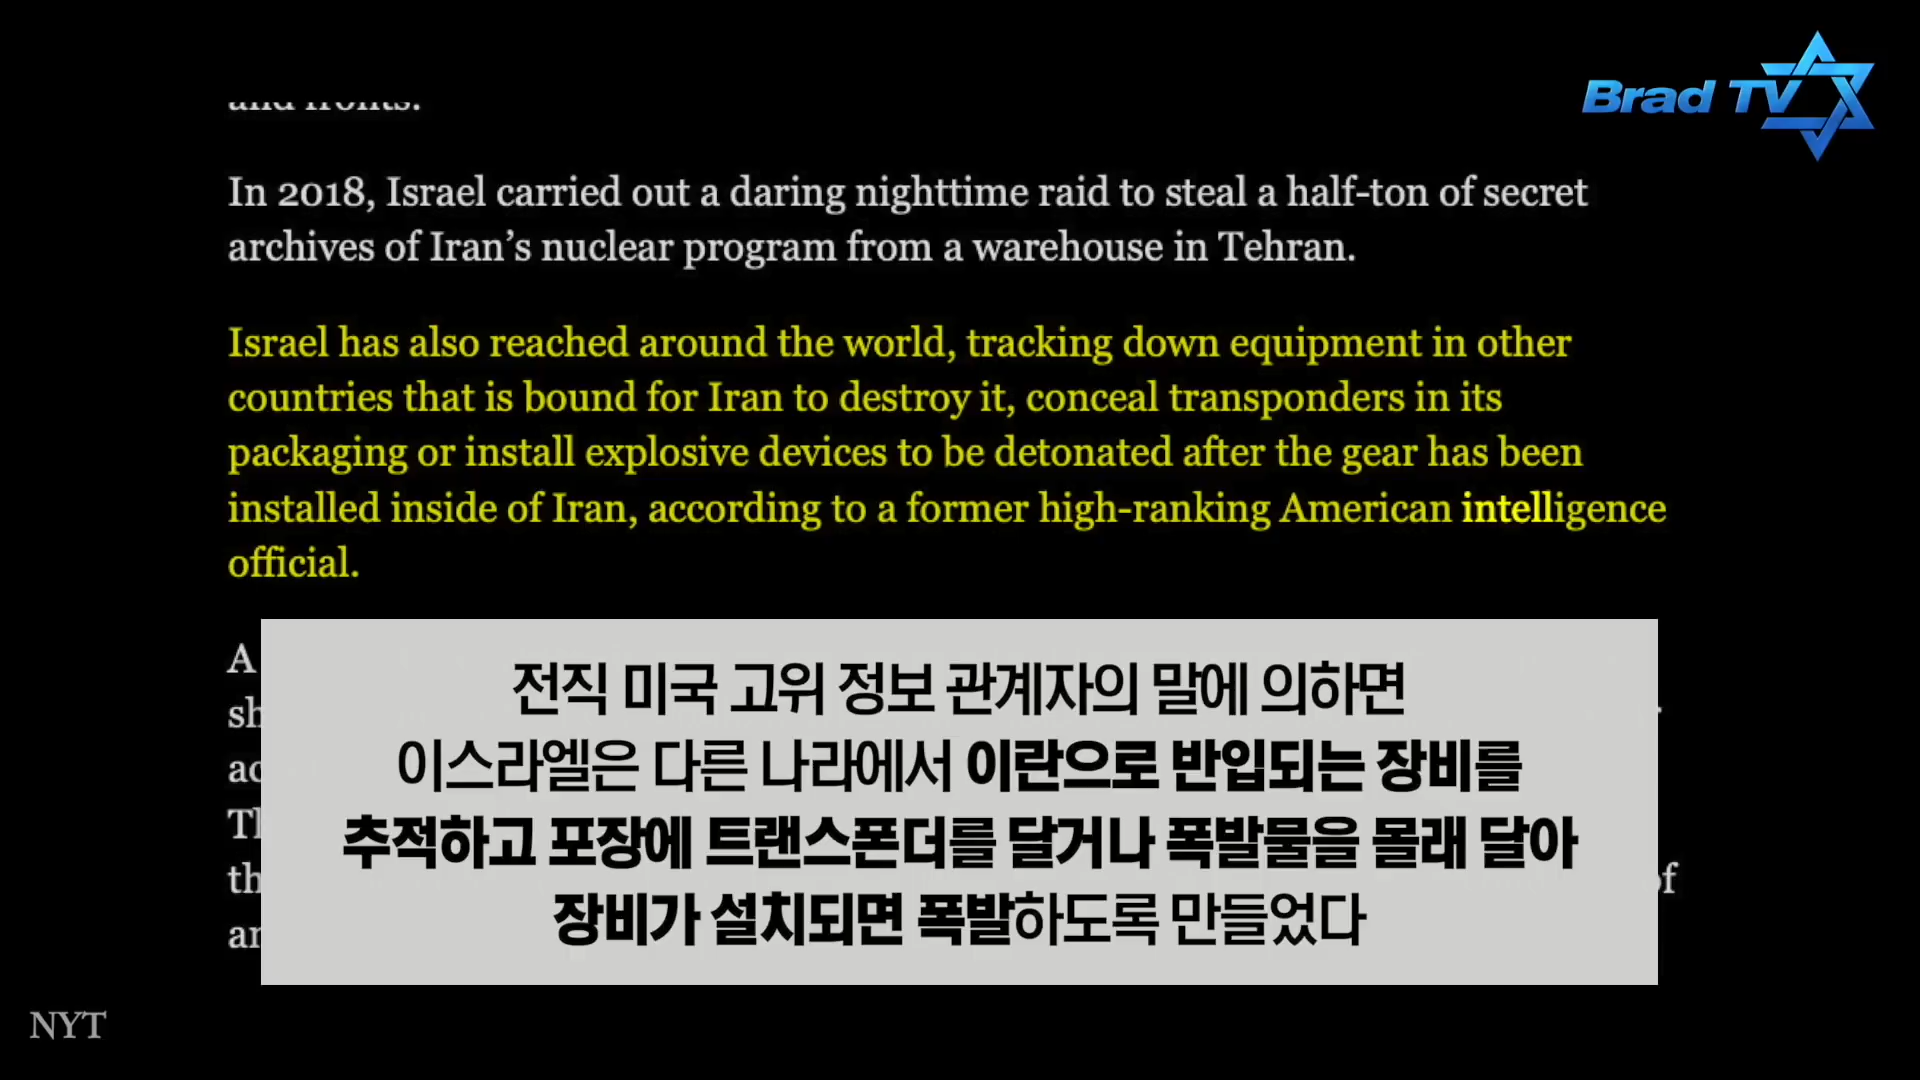 and fronts.
Brad TV
In 2018, Israel carried out a daring nighttime raid to steal a half-ton of secret
archives of Iran’s nuclear program from a warehouse in Tehran.
Israel has also reached around the world, tracking down equipment in other
countries that is bound for Iran to destroy it, conceal transponders in its
packaging or install explosive devices to be detonated after the gear has been
installed inside of Iran, according to a former high-ranking American intelligence
official.
A
전직 미국 고위 정보 관계자의 말에 의하면
이스라엘은 다른 나라에서 이란으로 반입되는 장비를
추적하고 포장에 트랜스폰더를 달거나 폭발물을 몰래 달아
장비가 설치되면 폭발하도록 만들었다
NYT